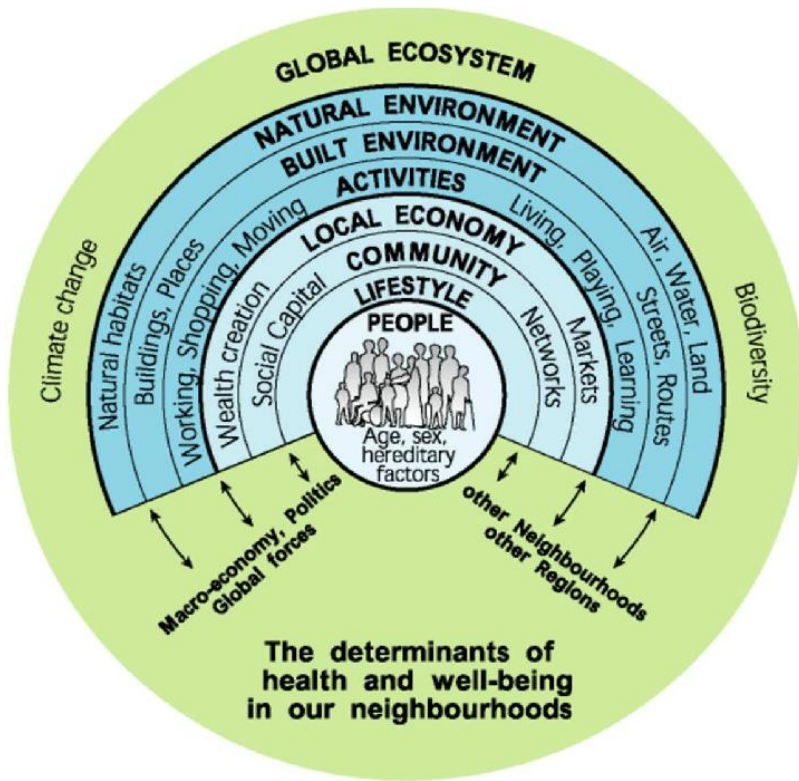 GLOBAL ECOSYSTEM
NATURAL ENVIRONMENT
BUILT ENVIRONMENT
ACTIVITIES
LOCAL ECONOMY
COMMUNITY
LIFESTYLE
PEOPLE
Age, sex,
hereditary
factors
Climate change
Natural habitats
Buildings, Places
Working, Shopping, Moving
Wealth creation
Social Capital
Networks
Markets
Living, Playing, Learning
Streets, Routes
Air, Water, Land
Biodiversity
Macro-economy, Politics
Global forces
other Neighbourhoods
other Regions
The determinants of
health and well-being
in our neighbourhoods